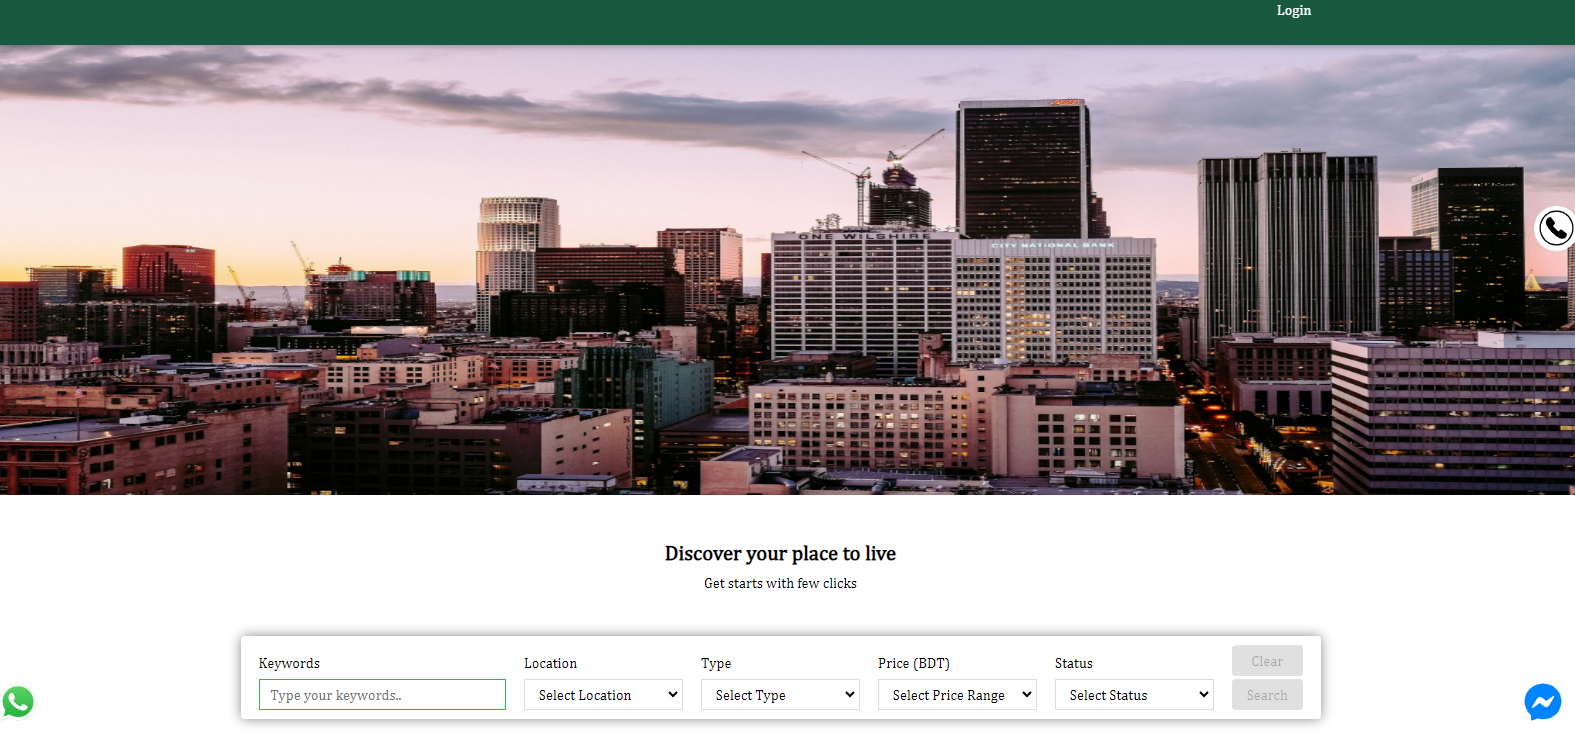 Login
ONE WILSHIRE
CITY NATIONAL BANK
Discover your place to live
Get starts with few clicks
Keywords
Location
Type
Price (BDT)
Status
Clear
Type your keywords..
Select Location
Select Type
Select Price Range
Select Status
Search